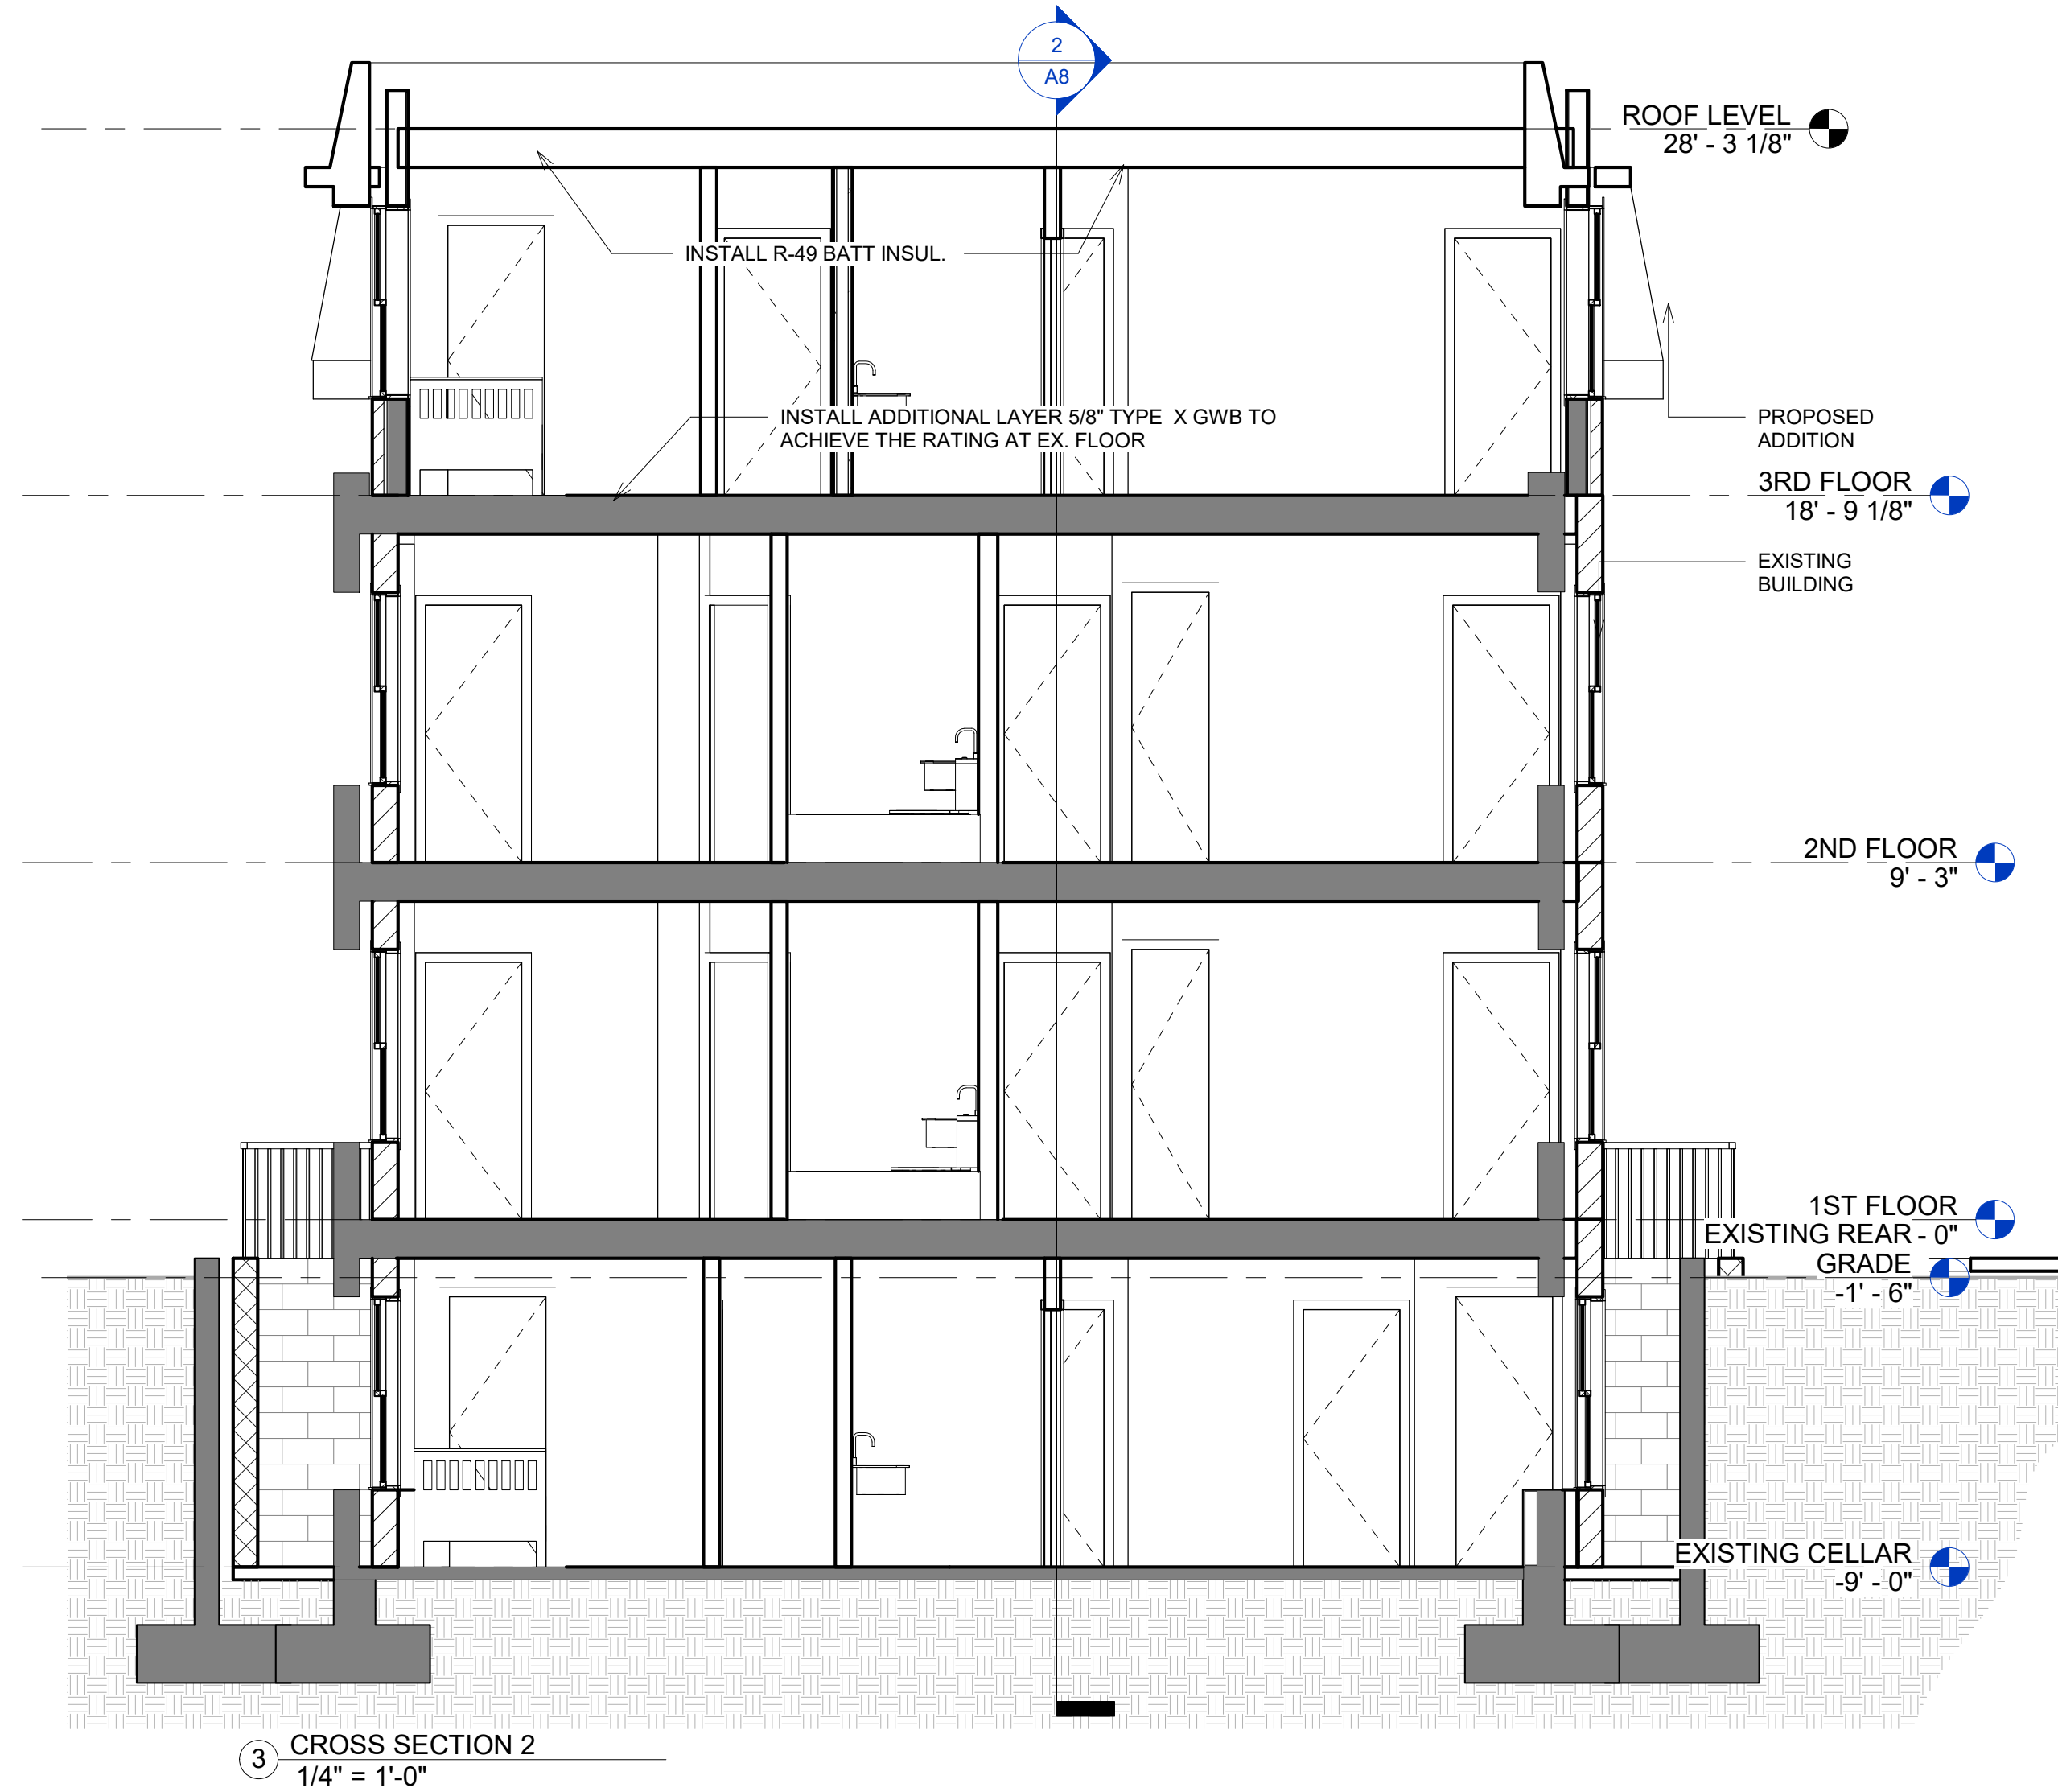 2
A8
ROOF LEVEL
28' - 3 1/8"
INSTALL R-49 BATT INSUL.
INSTALL ADDITIONAL LAYER 5/8" TYPE X GWB TO
ACHIEVE THE RATING AT EX. FLOOR
PROPOSED
ADDITION
3RD FLOOR
18' - 9 1/8"
EXISTING
BUILDING
2ND FLOOR
9' - 3"
1ST FLOOR
EXISTING REAR - 0"
GRADE
-1' - 6"
EXISTING CELLAR
-9' - 0"
3
CROSS SECTION 2
1/4" = 1'-0"